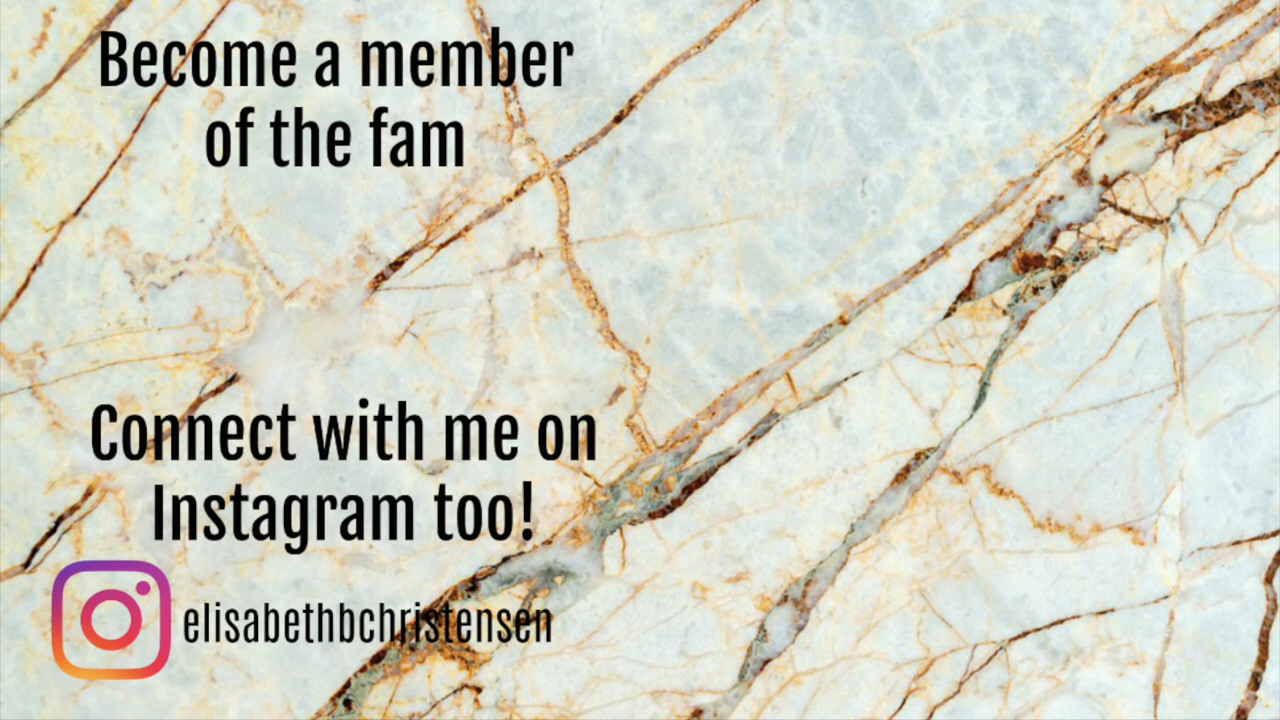 Become a member
of the fam
Connect with me on
Instagram too!
elisabethbchristensen